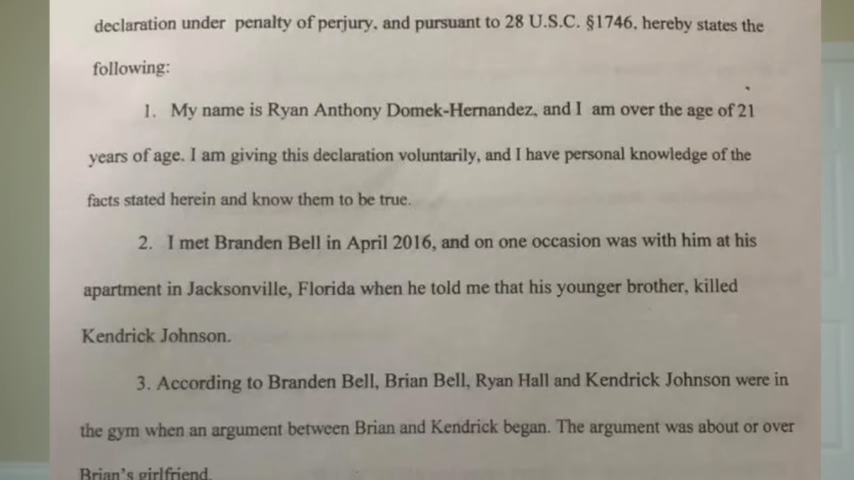 declaration under penalty of perjury, and pursuant to 28 U.S.C. §1746, hereby states the
following:
1. My name is Ryan Anthony Domek-Hernandez, and I am over the age of 21
years of age. I am giving this declaration voluntarily, and I have personal knowledge of the
facts stated herein and know them to be true.
2. I met Branden Bell in April 2016, and on one occasion was with him at his
apartment in Jacksonville, Florida when he told me that his younger brother, killed
Kendrick Johnson.
3. According to Branden Bell, Brian Bell, Ryan Hall and Kendrick Johnson were in
the gym when an argument between Brian and Kendrick began. The argument was about or over
Brian's girlfriend.